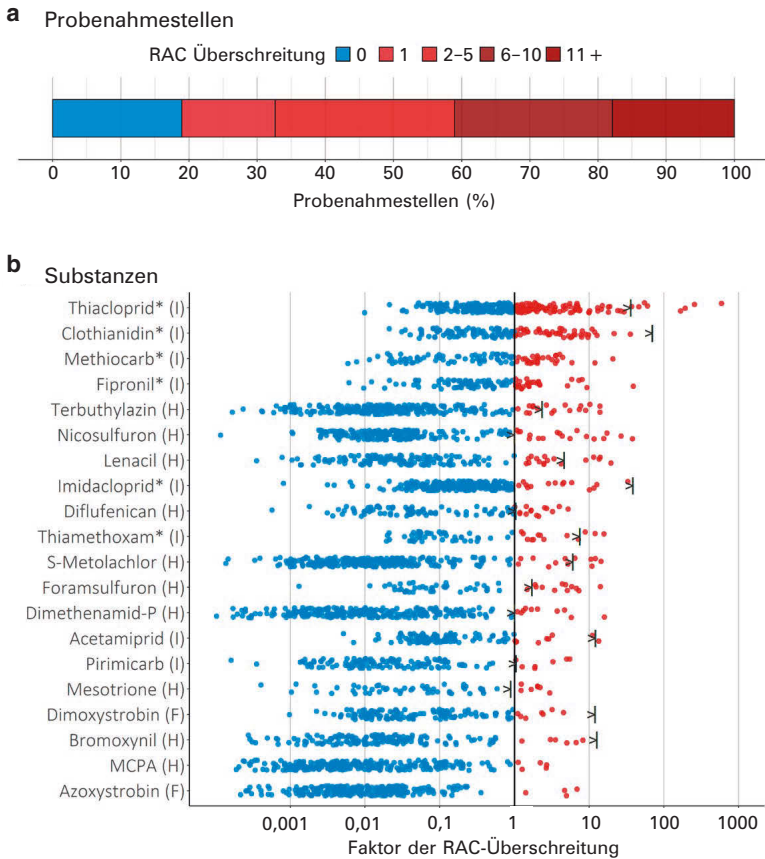 a Probenahmestellen
RAC Überschreitung 0 1 2–5 6–10 11 +
0 10 20 30 40 50 60 70 80 90 100
Probenahmestellen (%)
b Substanzen
Thiacloprid* (I)
Clothianidin* (I)
Methiocarb* (I)
Fipronil* (I)
Terbuthylazin (H)
Nicosulfuron (H)
Lenacil (H)
Imidacloprid* (I)
Diflufenican (H)
Thiamethoxam* (I)
S-Metolachlor (H)
Foramsulfuron (H)
Dimethenamid-P (H)
Acetamiprid (I)
Pirimicarb (I)
Mesotrione (H)
Dimoxystrobin (F)
Bromoxynil (H)
MCPA (H)
Azoxystrobin (F)
0,001 0,01 0,1 1 10 100 1000
Faktor der RAC-Überschreitung